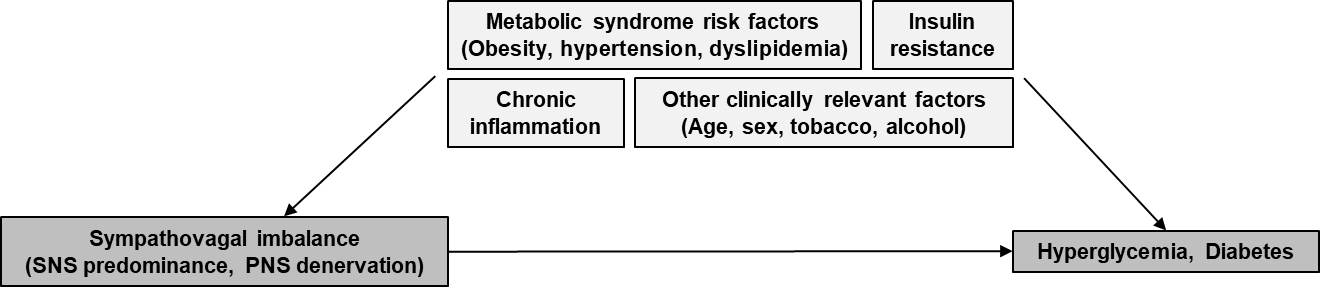 Metabolic syndrome risk factors
(Obesity, hypertension, dyslipidemia)
Insulin
resistance
Chronic
inflammation
Other clinically relevant factors
(Age, sex, tobacco, alcohol)
Sympathovagal imbalance
(SNS predominance, PNS denervation)
Hyperglycemia, Diabetes